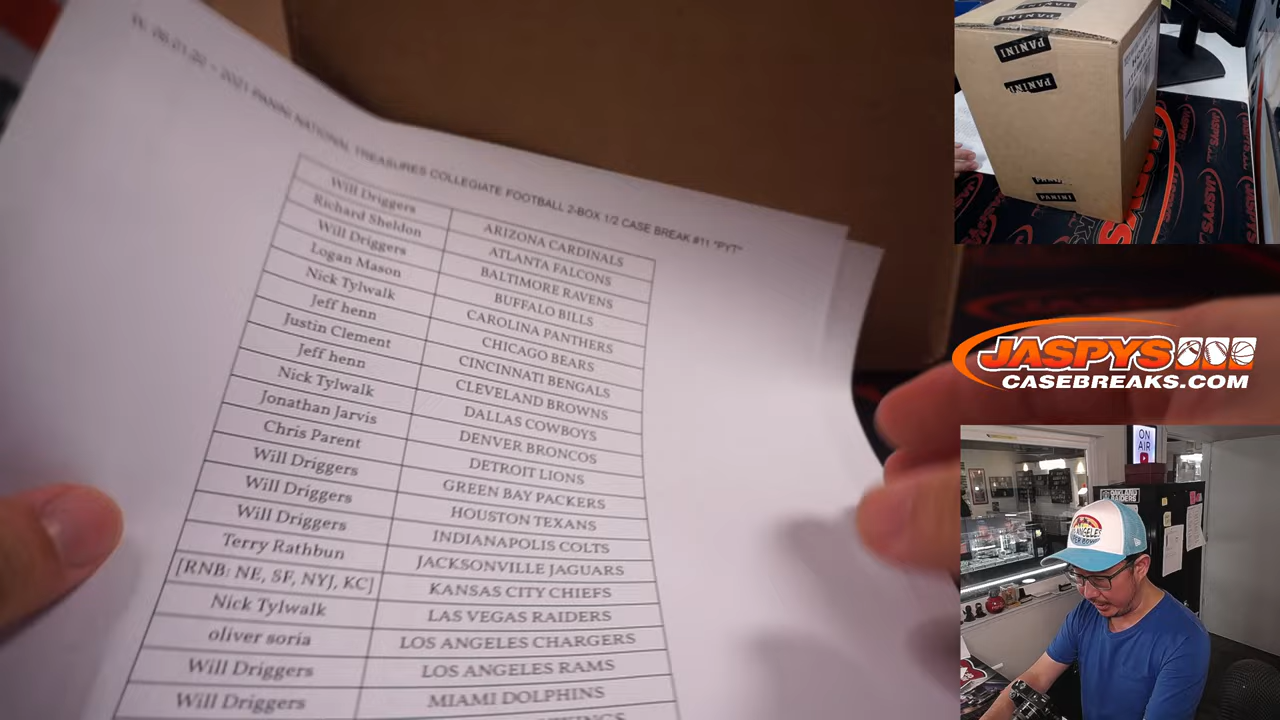 2021 PANINI NATIONAL TREASURES COLLEGIATE FOOTBALL 2-BOX 1/2 CASE BREAK #11 "PYT"
Will Driggers ARIZONA CARDINALS
Richard Sheldon ATLANTA FALCONS
Will Driggers BALTIMORE RAVENS
Logan Mason BUFFALO BILLS
Nick Tylwalk CAROLINA PANTHERS
Jeff henn CHICAGO BEARS
Justin Clement CINCINNATI BENGALS
Jeff henn CLEVELAND BROWNS
Nick Tylwalk DALLAS COWBOYS
Jonathan Jarvis DENVER BRONCOS
Chris Parent DETROIT LIONS
Will Driggers GREEN BAY PACKERS
Will Driggers HOUSTON TEXANS
Will Driggers INDIANAPOLIS COLTS
Terry Rathbun JACKSONVILLE JAGUARS
[RNB: NE, SF, NYJ, KC] KANSAS CITY CHIEFS
Nick Tylwalk LAS VEGAS RAIDERS
oliver soria LOS ANGELES CHARGERS
Will Driggers LOS ANGELES RAMS
Will Driggers MIAMI DOLPHINS
PANINI
PANINI
PANINI
PANINI
JASPYS
JASPYS
CASEBREAKS.COM
ON
AIR
OAKLAND
RAIDERS